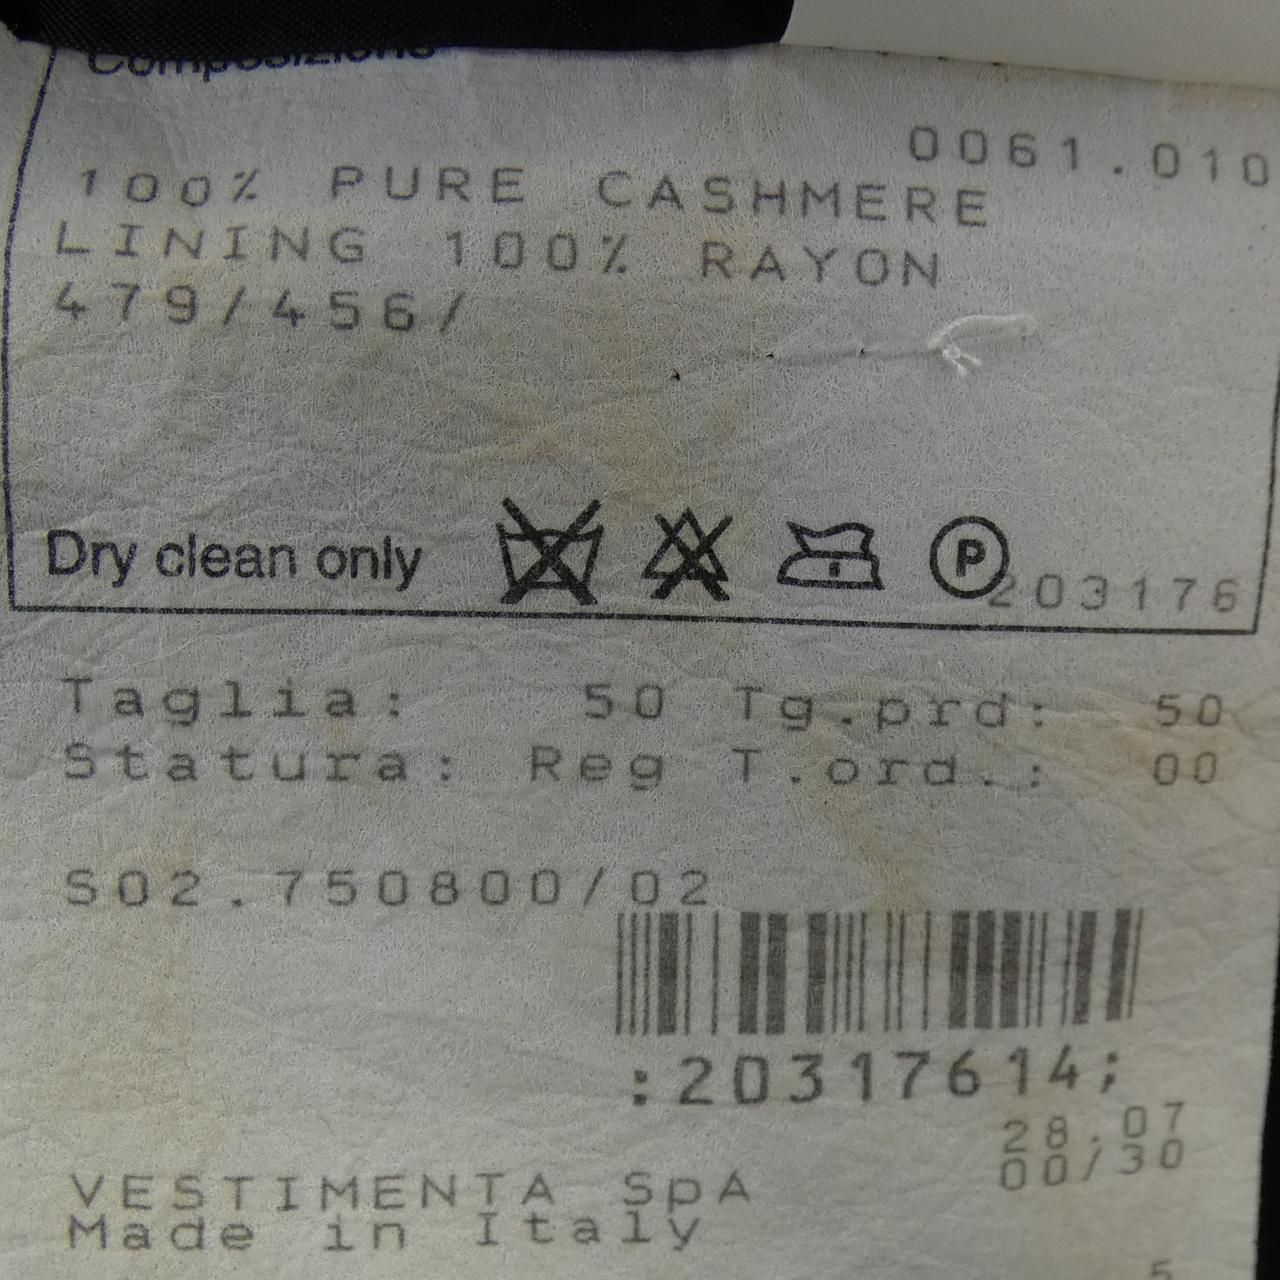 Composizione
0061.010
100% PURE CASHMERE
LINING 100% RAYON
479/456/
Dry clean only P
203176
Taglia: 50 Tg.prd: 50
Statura: Reg T.ord.: 00
S02.750800/02
:20317614;
28.07
00/30
VESTIMENTA SpA
Made in Italy
5